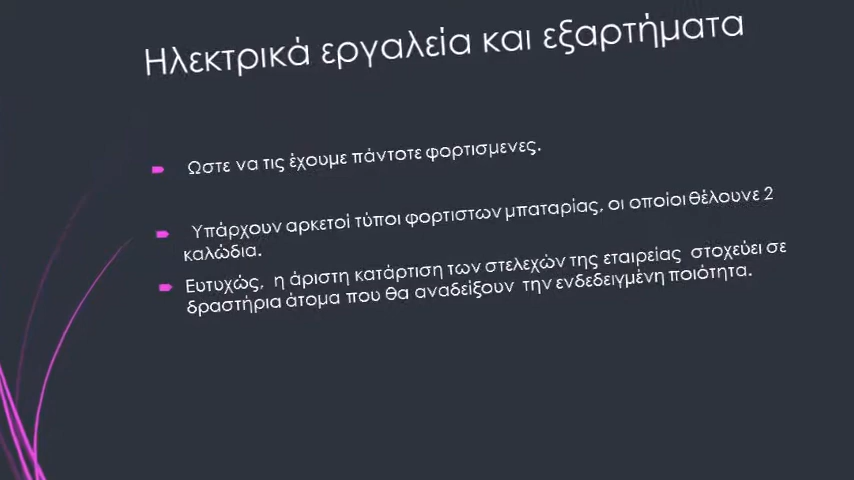 Ηλεκτρικά εργαλεία και εξαρτήματα
Ωστε να τις έχουμε πάντοτε φορτισμενες.
Υπάρχουν αρκετοί τύποι φορτιστων μπαταρίας, οι οποίοι θέλουνε 2
καλώδια.
Ευτυχώς, η άριστη κατάρτιση των στελεχών της εταιρείας στοχεύει σε
δραστήρια άτομα που θα αναδείξουν την ενδεδειγμένη ποιότητα.